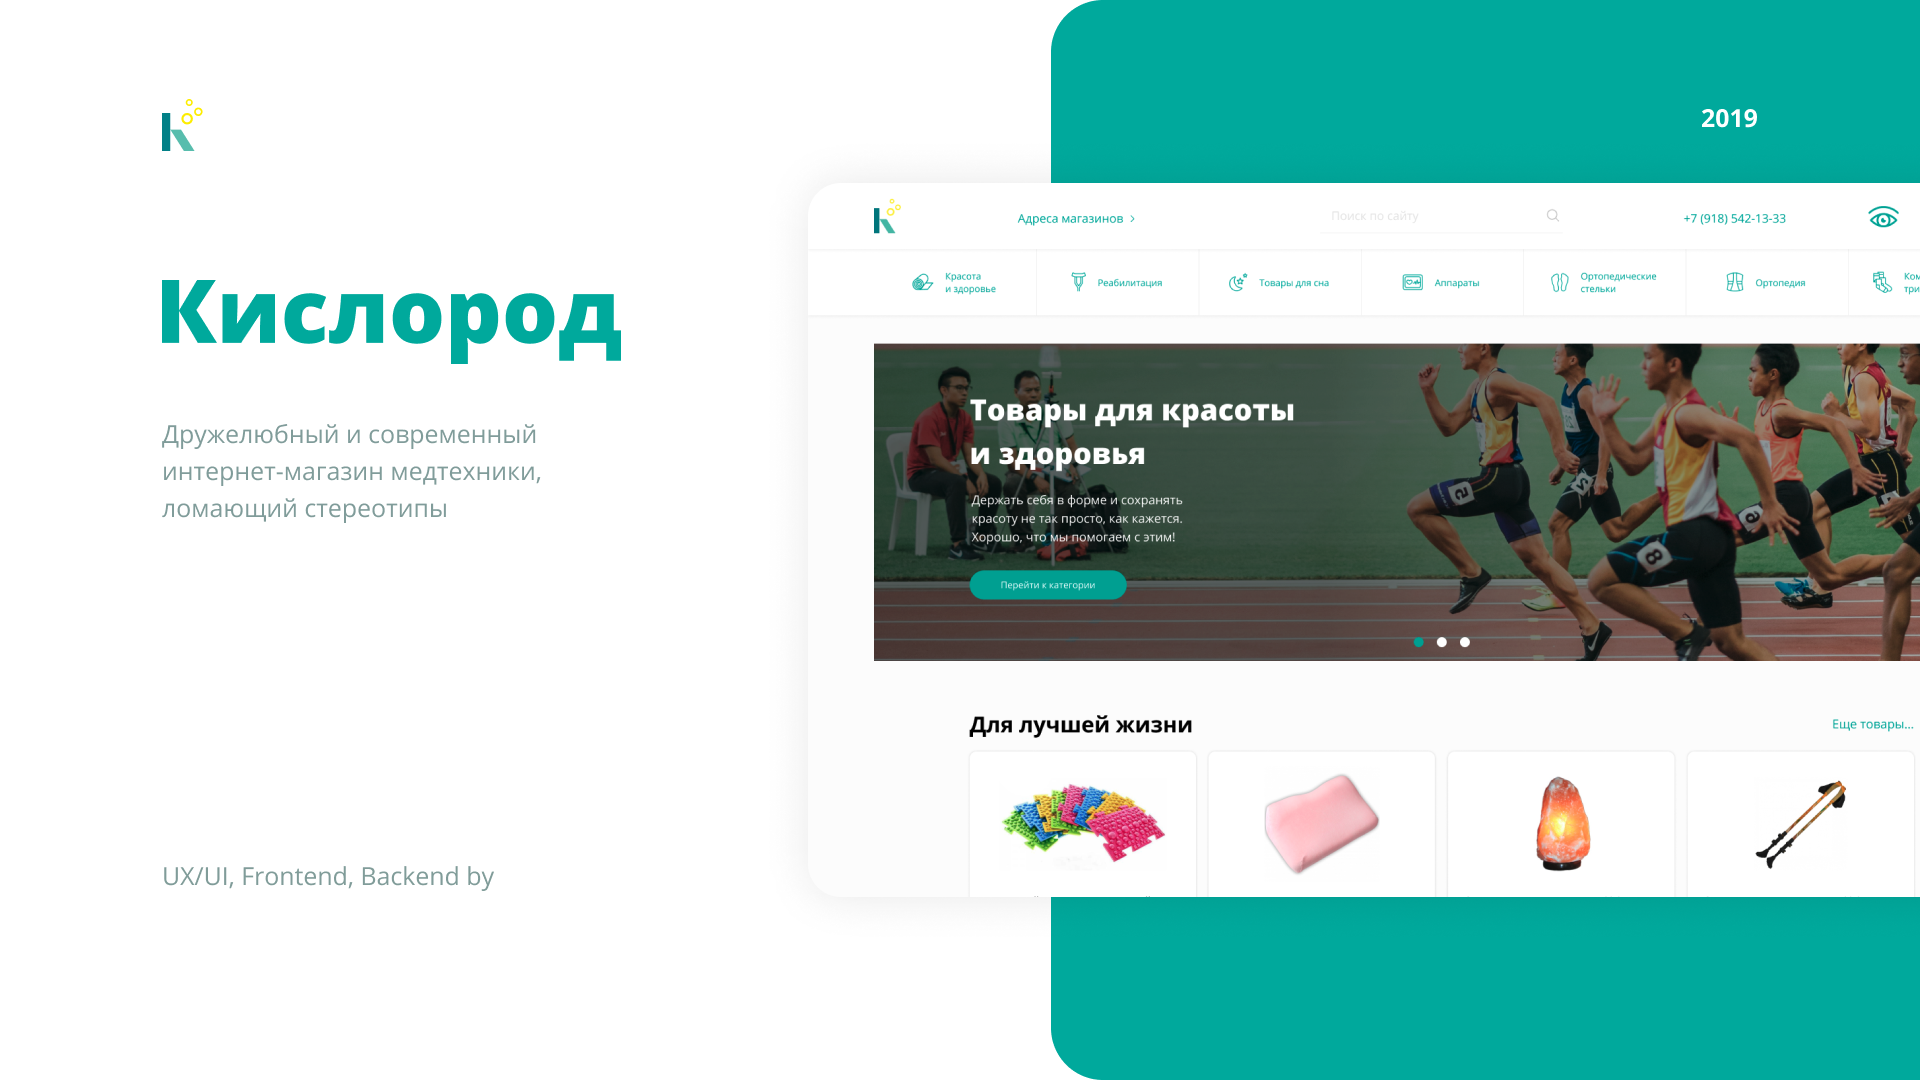 2019
Кислород
Дружелюбный и современный
интернет-магазин медтехники,
ломающий стереотипы
UX/UI, Frontend, Backend by
Адреса магазинов
Поиск по сайту
+7 (918) 542-13-33
Красота
и здоровье
Реабилитация
Товары для сна
Аппараты
Ортопедические
стельки
Ортопедия
Ком
три
Товары для красоты
и здоровья
Держать себя в форме и сохранять
красоту не так просто, как кажется.
Хорошо, что мы помогаем с этим!
Перейти к категории
8
Для лучшей жизни
Еще товары...